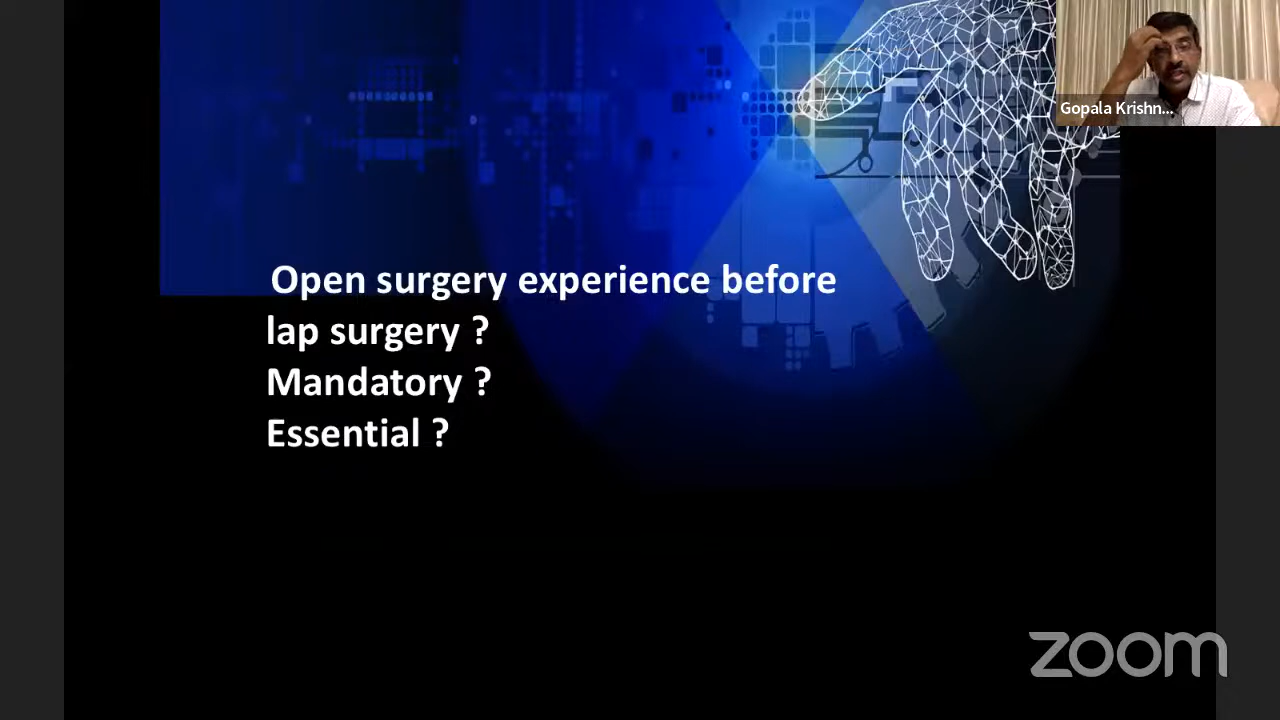 Gopala Krishn...
Open surgery experience before
lap surgery ?
Mandatory ?
Essential ?
zoom